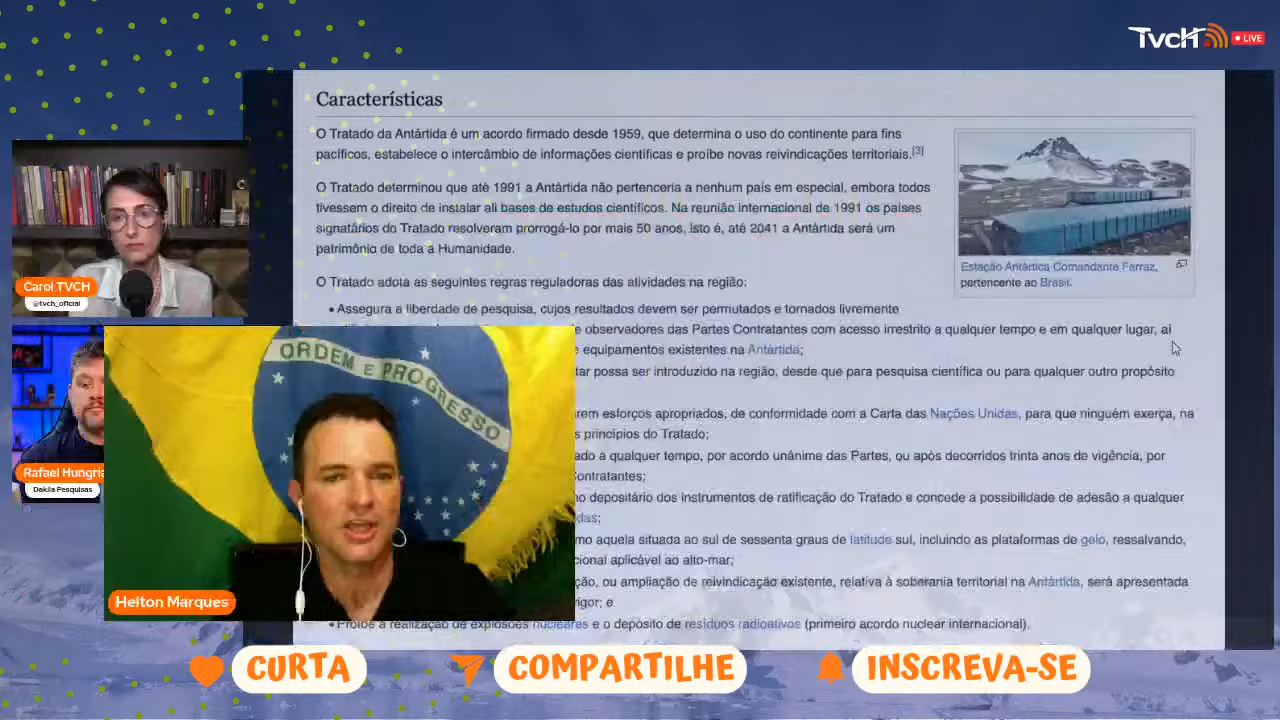 Tvch
LIVE
Características
O Tratado da Antártida é um acordo firmado desde 1959, que determina o uso do continente para fins
pacíficos, estabelece o intercâmbio de informações científicas e proíbe novas reivindicações territoriais.[3]
O Tratado determinou que até 1991 a Antártida não pertenceria a nenhum país em especial, embora todos
tivessem o direito de instalar ali bases de estudos científicos. Na reunião internacional de 1991 os países
signatários do Tratado resolveram prorrogá-lo por mais 50 anos, isto é, até 2041 a Antártida será um
patrimônio de toda a Humanidade.
Estação Antártica Comandante Ferraz,
pertencente ao Brasil.
O Tratado adota as seguintes regras reguladoras das atividades na região:
• Assegura a liberdade de pesquisa, cujos resultados devem ser permutados e tornados livremente
e observadores das Partes Contratantes com acesso irrestrito a qualquer tempo e em qualquer lugar, aí
e equipamentos existentes na Antártida;
tar possa ser introduzido na região, desde que para pesquisa científica ou para qualquer outro propósito
arem esforços apropriados, de conformidade com a Carta das Nações Unidas, para que ninguém exerça, na
s princípios do Tratado;
ado a qualquer tempo, por acordo unânime das Partes, ou após decorridos trinta anos de vigência, por
Contratantes;
no depositário dos instrumentos de ratificação do Tratado e concede a possibilidade de adesão a qualquer
das;
mo aquela situada ao sul de sessenta graus de latitude sul, incluindo as plataformas de gelo, ressalvando,
cional aplicável ao alto-mar;
ção, ou ampliação de reivindicação existente, relativa à soberania territorial na Antártida, será apresentada
vigor; e
• Proíbe a realização de explosões nucleares e o depósito de resíduos radioativos (primeiro acordo nuclear internacional).
Carol TVCH
@tvch_oficial
Rafael Hungria
Dakila Pesquisas
ORDEM E PROGRESSO
Helton Marques
CURTA
COMPARTILHE
INSCREVA-SE